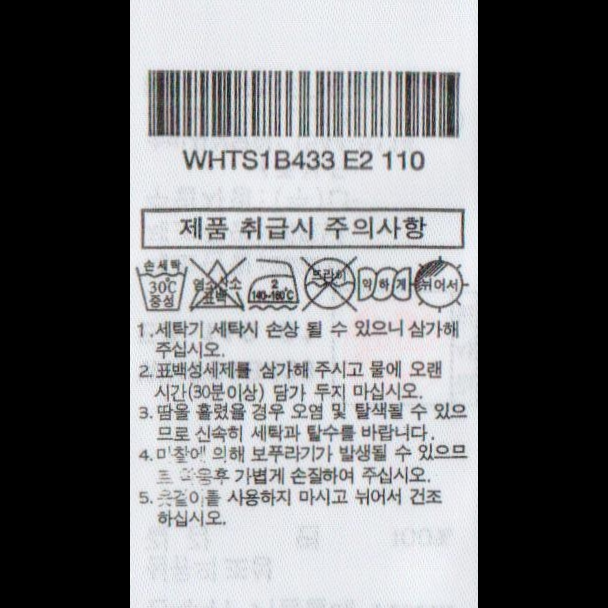 WHTS1B433 E2 110
제품 취급시 주의사항
손세탁 30℃ 중성
염소산소 표백
2 140~160℃
드라이
약하게
뉘어서
1. 세탁기 세탁시 손상 될 수 있으니 삼가해
주십시오.
2. 표백성세제를 삼가해 주시고 물에 오랜
시간(30분이상) 담가 두지 마십시오.
3. 땀을 흘렸을 경우 오염 및 탈색될 수 있으
므로 신속히 세탁과 탈수를 바랍니다.
4. 마찰에 의해 보푸라기가 발생될 수 있으므
로 착용후 가볍게 손질하여 주십시오.
5. 옷걸이를 사용하지 마시고 뉘어서 건조
하십시오.